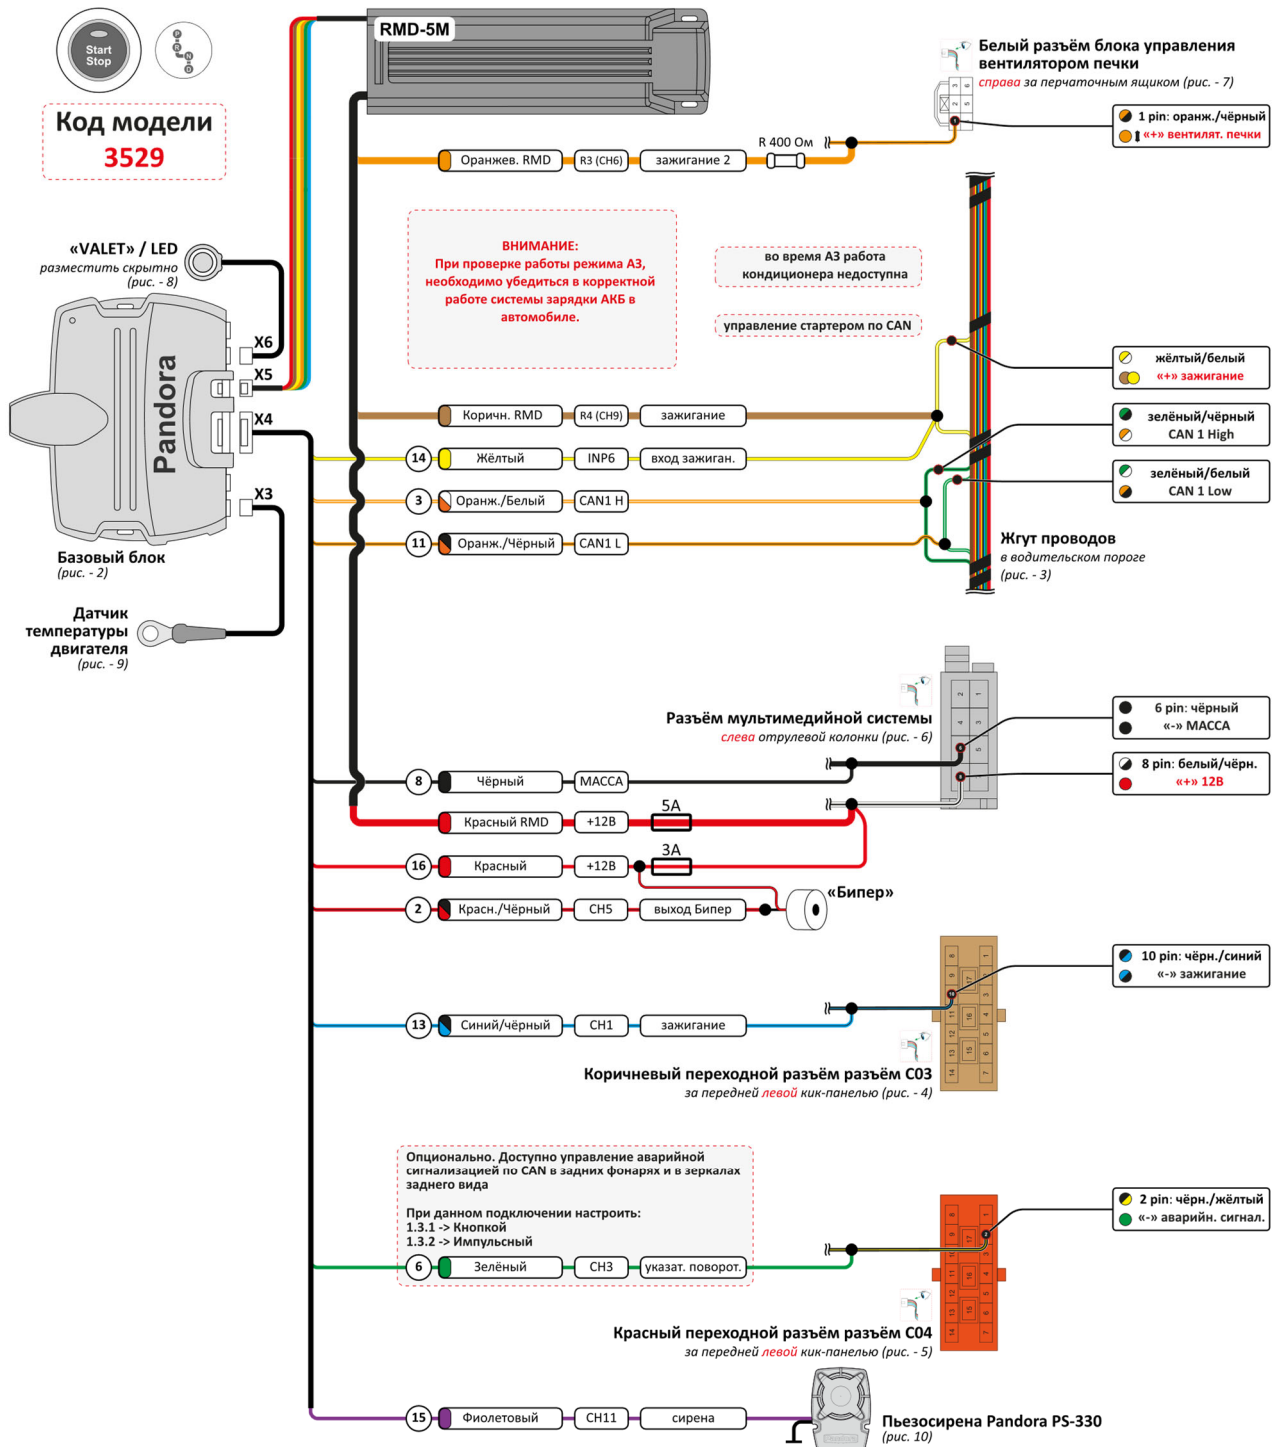 RMD-5M
Start
Stop
P
R
N
D
Код модели
3529
Белый разъём блока управления
вентилятором печки
справа за перчаточным ящиком (рис. - 7)
1 pin: оранж./чёрный
«+» вентилят. печки
Оранжев. RMD
R3 (CH6)
зажигание 2
R 400 Ом
«VALET» / LED
разместить скрытно
(рис. - 8)
ВНИМАНИЕ:
При проверке работы режима АЗ,
необходимо убедиться в корректной
работе системы зарядки АКБ в
автомобиле.
во время АЗ работа
кондиционера недоступна
управление стартером по CAN
X6
X5
X4
X3
Pandora
Базовый блок
(рис. - 2)
жёлтый/белый
«+» зажигание
зелёный/чёрный
CAN 1 High
зелёный/белый
CAN 1 Low
Коричн. RMD
R4 (CH9)
зажигание
14
Жёлтый
INP6
вход зажиган.
3
Оранж./Белый
CAN1 H
11
Оранж./Чёрный
CAN1 L
Жгут проводов
в водительском пороге
(рис. - 3)
Датчик
температуры
двигателя
(рис. - 9)
Разъём мультимедийной системы
слева отрулевой колонки (рис. - 6)
6 pin: чёрный
«-» МАССА
8 pin: белый/чёрн.
«+» 12В
8
Чёрный
МАССА
Красный RMD
+12В
5А
16
Красный
+12В
3А
2
Красн./Чёрный
CH5
выход Бипер
«Бипер»
10 pin: чёрн./синий
«-» зажигание
13
Синий/чёрный
CH1
зажигание
Коричневый переходной разъём разъём C03
за передней левой кик-панелью (рис. - 4)
Опционально. Доступно управление аварийной
сигнализацией по CAN в задних фонарях и в зеркалах
заднего вида
При данном подключении настроить:
1.3.1 -> Кнопкой
1.3.2 -> Импульсный
6
Зелёный
CH3
указат. поворот.
2 pin: чёрн./жёлтый
«-» аварийн. сигнал.
Красный переходной разъём разъём C04
за передней левой кик-панелью (рис. - 5)
15
Фиолетовый
CH11
сирена
Пьезосирена Pandora PS-330
(рис. 10)